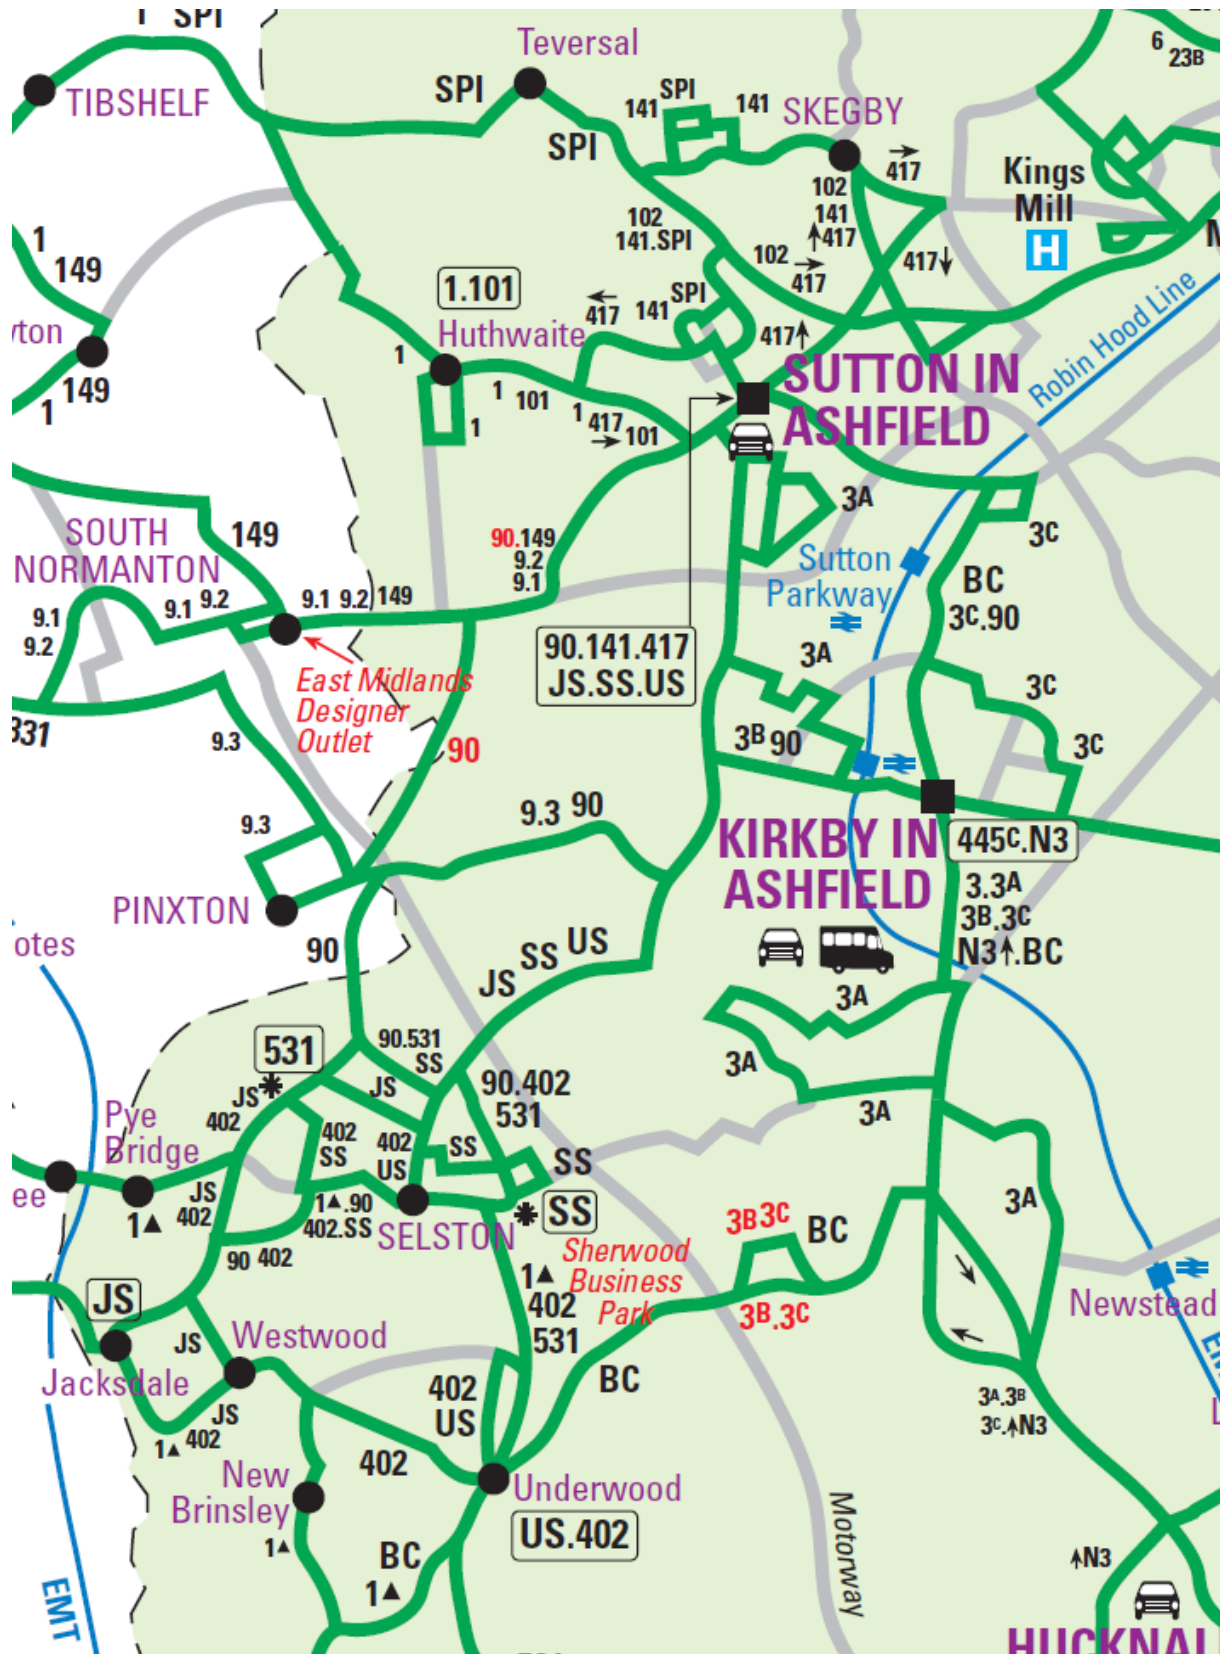 SPI
6
23B
Teversal
SPI
TIBSHELF
SPI
141
141
SKEGBY
SPI
417
Kings
Mill
H
102
141
417
102
141.SPI
1
149
417
102
417
1.101
SPI
141
417
Huthwaite
417
Robin Hood Line
1
149
1
1
1
101
1
417
101
1
SUTTON IN
ASHFIELD
3A
3C
SOUTH
NORMANTON
149
90.149
9.2
9.1
Sutton
Parkway
BC
3C.90
9.1
9.2
9.1
9.2
9.1
9.2
149
90.141.417
JS.SS.US
3A
3C
East Midlands
Designer
Outlet
9.3
90
3B 90
3C
9.3
9.3
90
KIRKBY IN
ASHFIELD
445C.N3
3.3A
3B.3C
N3 .BC
PINXTON
90
JS
SS
US
3A
531
90.531
SS
JS
JS
402
90.402
531
3A
3A
Pye
Bridge
402
SS
402
US
SS
SS
JS
402
1▲
1▲.90
402.SS
SELSTON
SS
3A
3B 3C
BC
90 402
Sherwood
Business
Park
1▲
402
531
3B.3C
Newstead
JS
JS
Westwood
Jacksdale
JS
402
1▲
402
US
BC
3A.3B
3C. N3
402
New
Brinsley
Underwood
US.402
Motorway
1▲
BC
1▲
N3
EMT